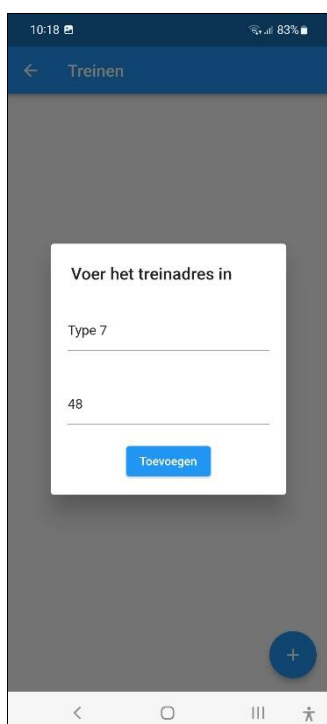 10:18 83%
Treinen
Voer het treinadres in
Type 7
48
Toevoegen